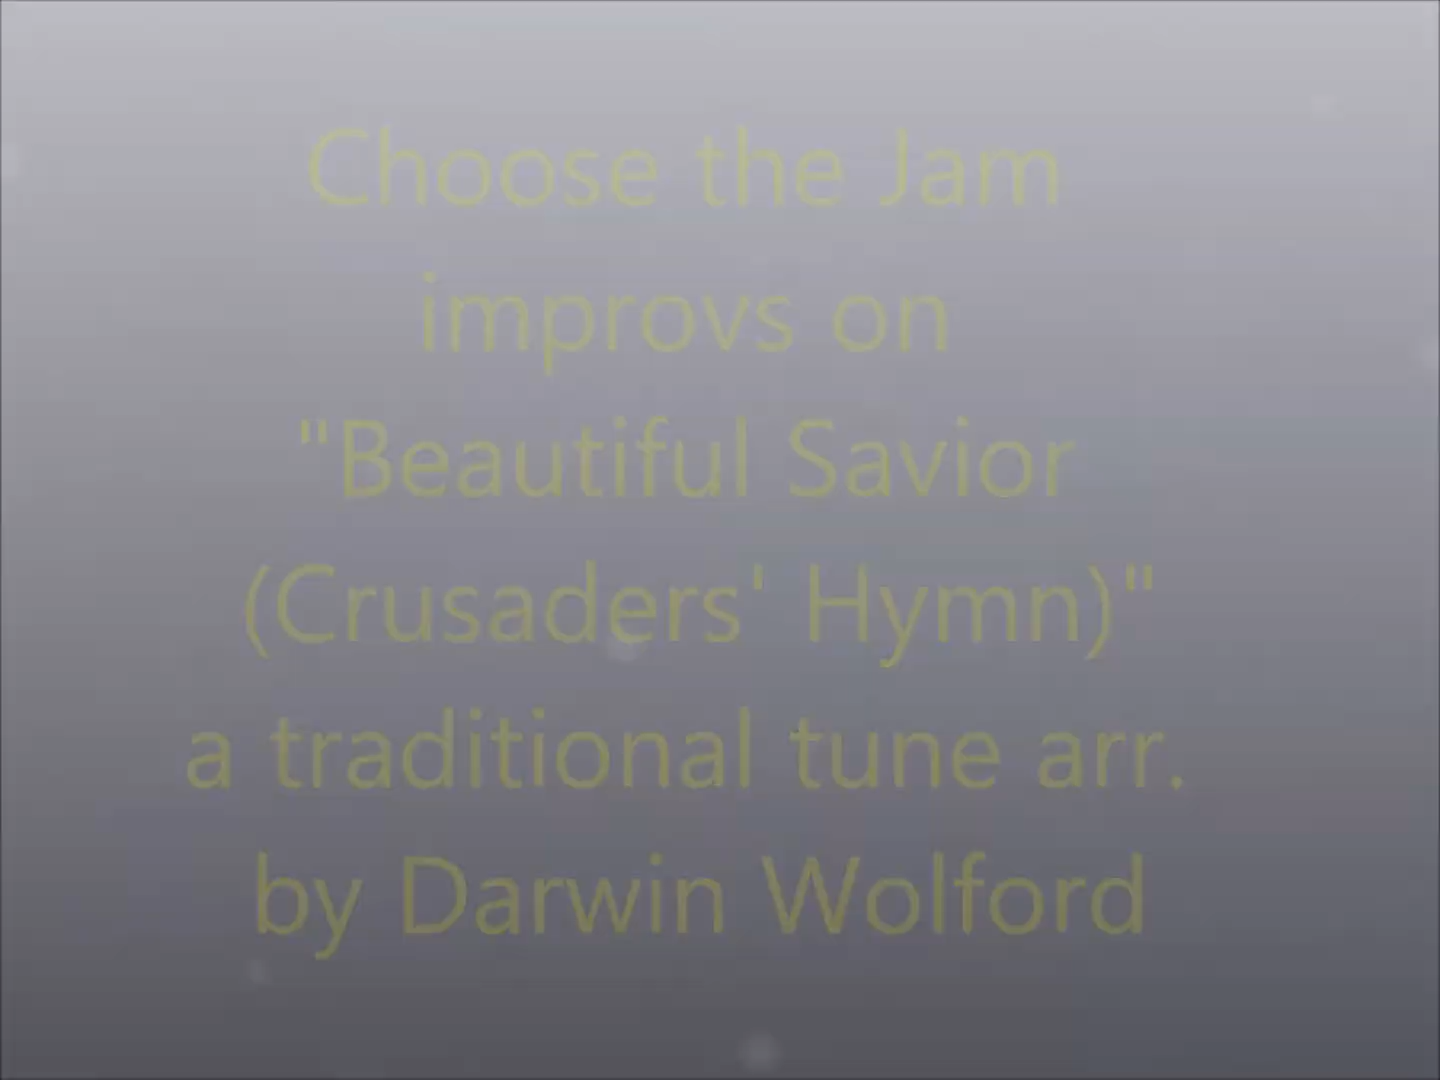 Choose the Jam
improvs on
"Beautiful Savior
(Crusaders' Hymn)"
a traditional tune arr.
by Darwin Wolford